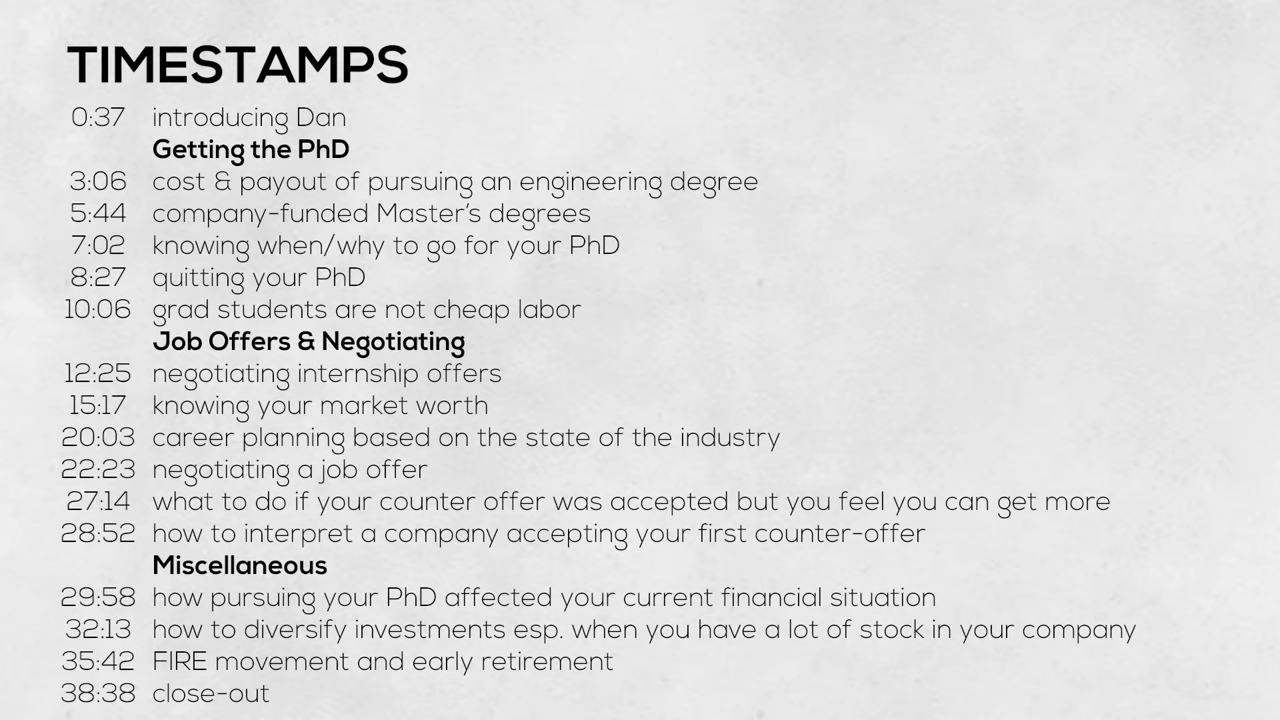 TIMESTAMPS
0:37 introducing Dan
Getting the PhD
3:06 cost & payout of pursuing an engineering degree
5:44 company-funded Master's degrees
7:02 knowing when/why to go for your PhD
8:27 quitting your PhD
10:06 grad students are not cheap labor
Job Offers & Negotiating
12:25 negotiating internship offers
15:17 knowing your market worth
20:03 career planning based on the state of the industry
22:23 negotiating a job offer
27:14 what to do if your counter offer was accepted but you feel you can get more
28:52 how to interpret a company accepting your first counter-offer
Miscellaneous
29:58 how pursuing your PhD affected your current financial situation
32:13 how to diversify investments esp. when you have a lot of stock in your company
35:42 FIRE movement and early retirement
38:38 close-out